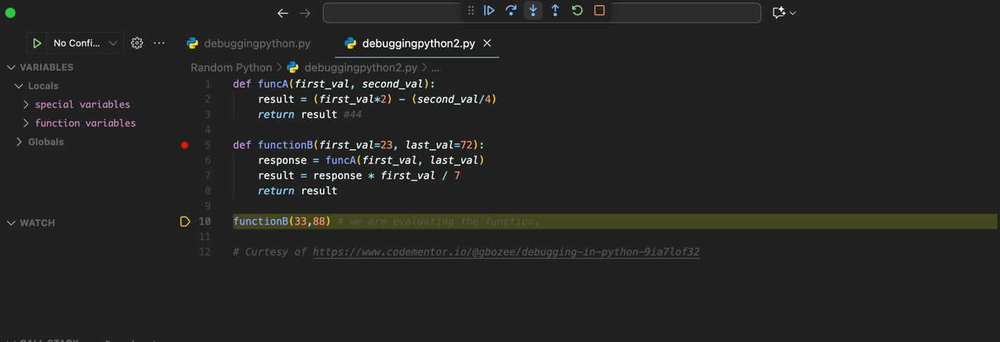 No Confi...
debuggingpython.py
debuggingpython2.py
VARIABLES
Locals
special variables
function variables
Globals
WATCH
Random Python > debuggingpython2.py > ...
1 def funcA(first_val, second_val):
2 result = (first_val*2) - (second_val/4)
3 return result #44
4
5 def functionB(first_val=23, last_val=72):
6 response = funcA(first_val, last_val)
7 result = response * first_val / 7
8 return result
9
10 functionB(33,88) # we are evaluating the function.
11
12 # Curtesy of https://www.codementor.io/@gbozee/debugging-in-python-9ia7lof32